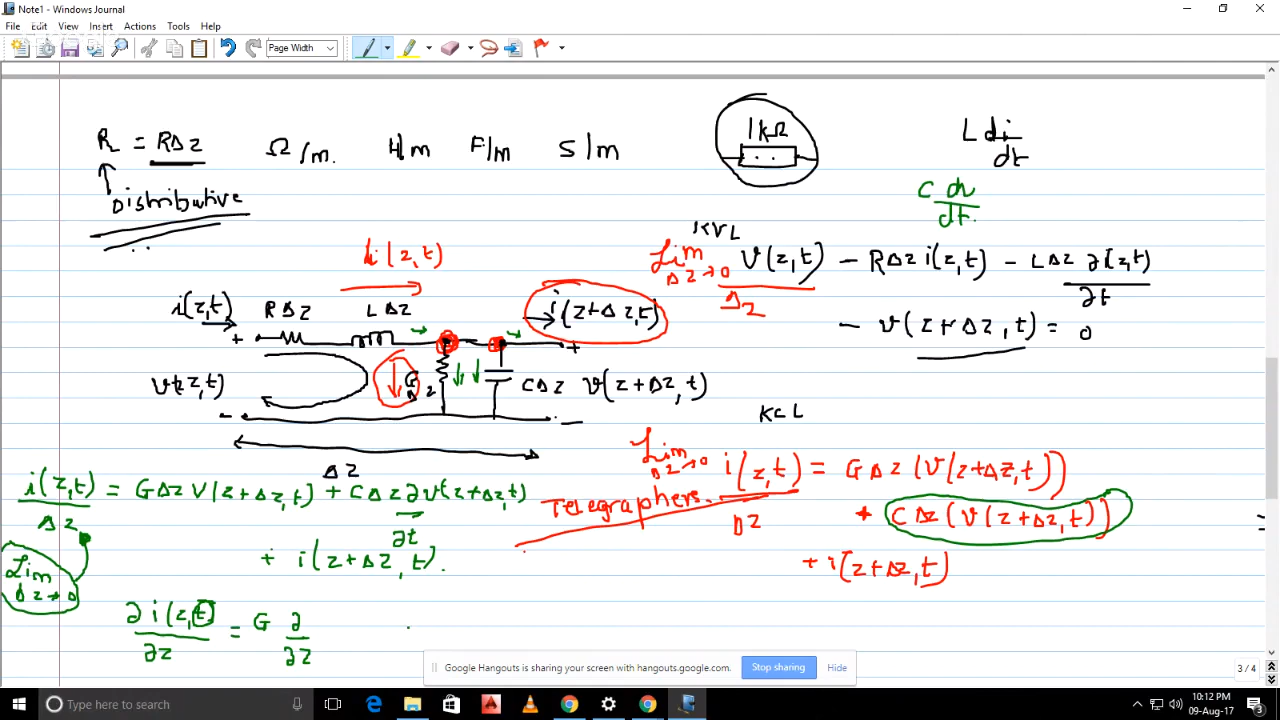 Note1 - Windows Journal
File Edit View Insert Actions Tools Help
Page Width
R = RΔz Ω/m. H/m F/m S/m
Distributive
1kΩ
L di/dt
C dv/dt
KVL
Lim Δz→0 V(z,t)/Δz − RΔz i(z,t) − LΔz ∂i(z,t)/∂t
− v(z+Δz,t) = 0
i(z,t)
i(z,t) RΔz LΔz i(z+Δz,t)
+ +
V(z,t) GΔz CΔz v(z+Δz,t)
− −
Δz
KCL
Lim Δz→0 i(z,t)/Δz = GΔz (V(z+Δz,t))
+ CΔz (v(z+Δz,t))
+ i(z+Δz,t)
Telegraphers.
i(z,t)/Δz = GΔz V(z+Δz,t) + CΔz ∂v(z+Δz,t)/∂t
+ i(z+Δz,t).
Lim Δz→0
∂i(z,t)/∂z = G ∂/∂z
Google Hangouts is sharing your screen with hangouts.google.com. Stop sharing Hide
3 / 4
Type here to search
10:12 PM
09-Aug-17